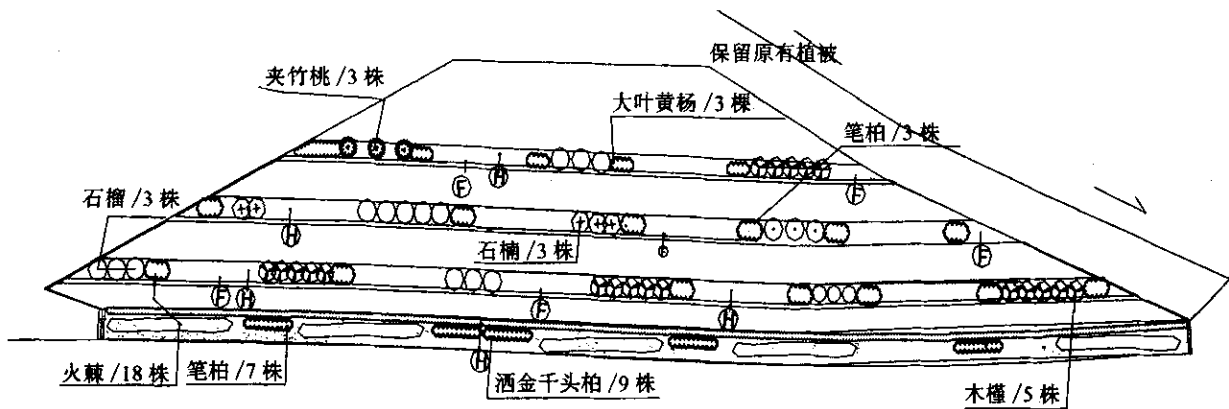 保留原有植被
夹竹桃 /3 株
大叶黄杨 /3 棵
笔柏 /3 株
F
H
F
石榴 /3 株
H
石楠 /3 株
F
F
H
F
H
H
火棘 /18 株
笔柏 /7 株
洒金千头柏 /9 株
木槿 /5 株